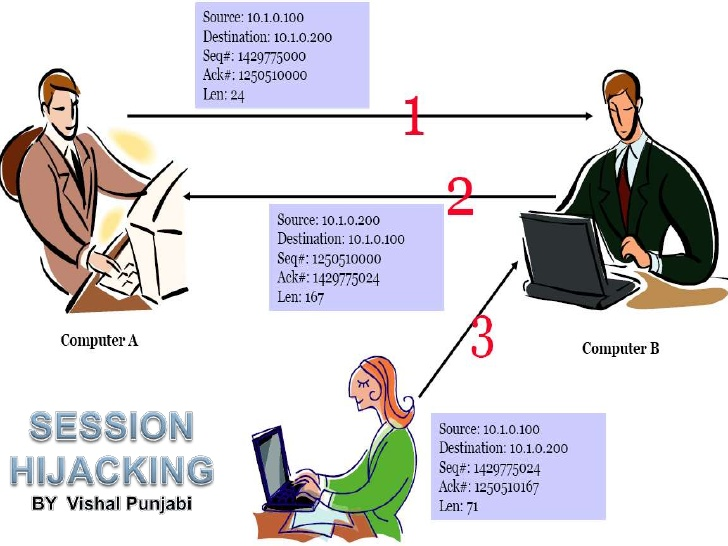 Source: 10.1.0.100
Destination: 10.1.0.200
Seq#: 1429775000
Ack#: 1250510000
Len: 24
1
2
Source: 10.1.0.200
Destination: 10.1.0.100
Seq#: 1250510000
Ack#: 1429775024
Len: 167
3
Computer A
Computer B
SESSION
HIJACKING
BY Vishal Punjabi
Source: 10.1.0.100
Destination: 10.1.0.200
Seq#: 1429775024
Ack#: 1250510167
Len: 71